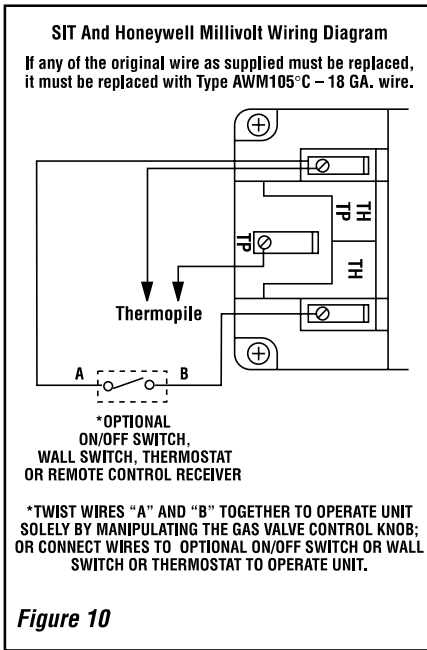 SIT And Honeywell Millivolt Wiring Diagram
If any of the original wire as supplied must be replaced,
it must be replaced with Type AWM105°C – 18 GA. wire.
TH
TP
TP
TH
Thermopile
A
B
*OPTIONAL
ON/OFF SWITCH,
WALL SWITCH, THERMOSTAT
OR REMOTE CONTROL RECEIVER
*TWIST WIRES “A” AND “B” TOGETHER TO OPERATE UNIT
SOLELY BY MANIPULATING THE GAS VALVE CONTROL KNOB;
OR CONNECT WIRES TO OPTIONAL ON/OFF SWITCH OR WALL
SWITCH OR THERMOSTAT TO OPERATE UNIT.
Figure 10